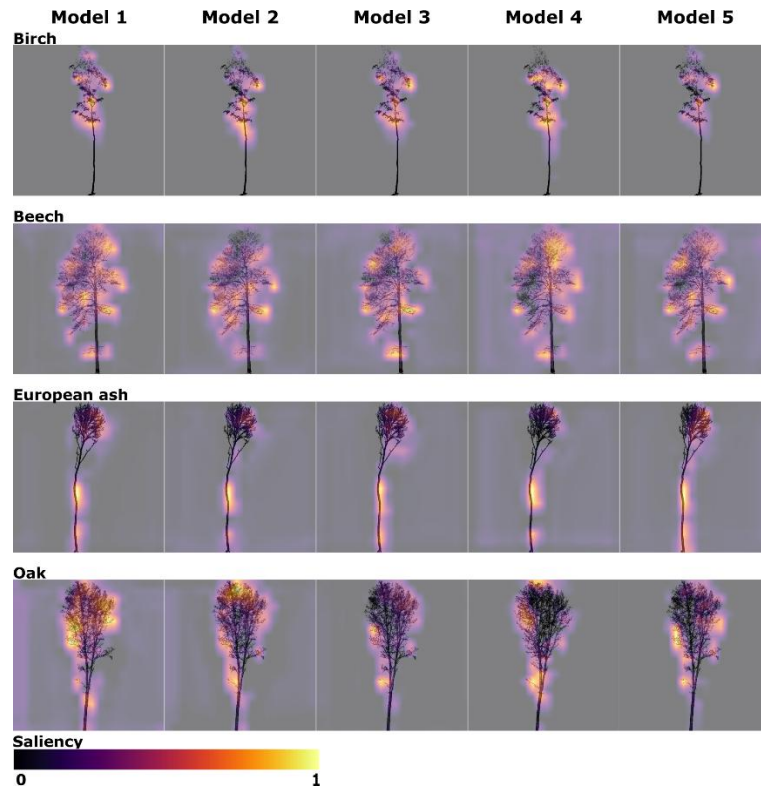 Model 1 Model 2 Model 3 Model 4 Model 5
Birch
Beech
European ash
Oak
Saliency
0 1